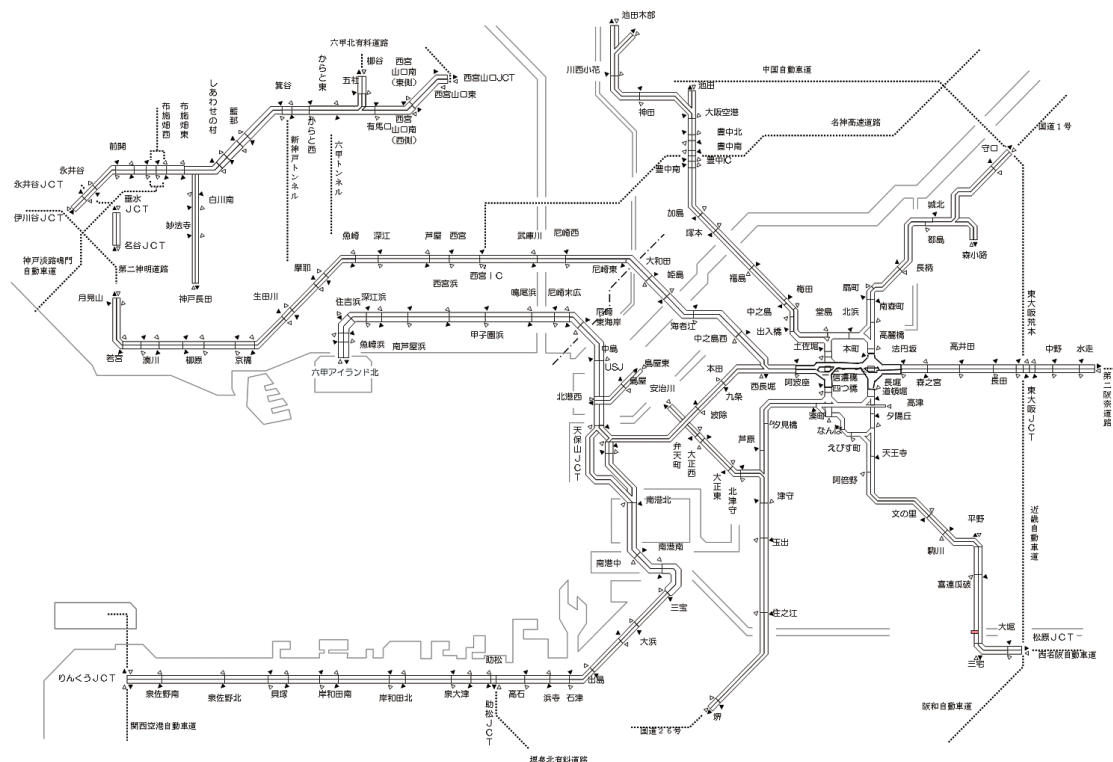 池田木部
六甲北有料道路
柳谷
からと東
五社
西宮山口南(東側)
西宮山口JCT
西宮山口東
川西小花
中国自動車道
池田
箕谷
しあわせの村
藍那
布施畑西
布施畑東
前開
有馬口
西宮山口南(西側)
からと西
新神戸トンネル
六甲トンネル
神田
大阪空港
豊中北
豊中南
豊中IC
豊中南
名神高速道路
国道1号
守口
永井谷
永井谷JCT
伊川谷JCT
垂水JCT
白川南
妙法寺
名谷JCT
神戸淡路鳴門自動車道
第二神明道路
神戸長田
月見山
加島
塚本
城北
都島
森小路
長柄
魚崎
深江
芦屋
西宮
武庫川
尼崎西
摩耶
西宮浜
西宮IC
尼崎東
大和田
姫島
福島
梅田
扇町
南森町
東大阪荒本
生田川
住吉浜
深江浜
鳴尾浜
尼崎末広
尼崎東海岸
海老江
中之島
出入橋
堂島
北浜
高麗橋
若宮
湊川
柳原
京橋
魚崎浜
南芦屋浜
甲子園浜
中島
中之島西
土佐堀
本町
法円坂
高井田
中野
水走
六アイランド北
USJ
島屋東
島屋
安治川
本田
西長堀
阿波座
信濃橋
四つ橋
長堀
道頓堀
森之宮
長田
第二阪奈道路
北港西
九条
波除
湊町
高津
夕陽丘
東大阪JCT
天保山JCT
弁天町
大正西
大正東
芦原
汐見橋
なんば
えびす町
天王寺
阿倍野
北津守
津守
南港北
文の里
平野
駒川
近畿自動車道
南港中
南港南
玉出
喜連瓜破
三宝
住之江
大堀
松原JCT
西名阪自動車道
三宅
大浜
りんくうJCT
泉佐野南
泉佐野北
貝塚
岸和田南
岸和田北
泉大津
助松
高石
浜寺
石津
出島
堺
関西空港自動車道
助松JCT
国道26号
阪和自動車道
堺泉北有料道路